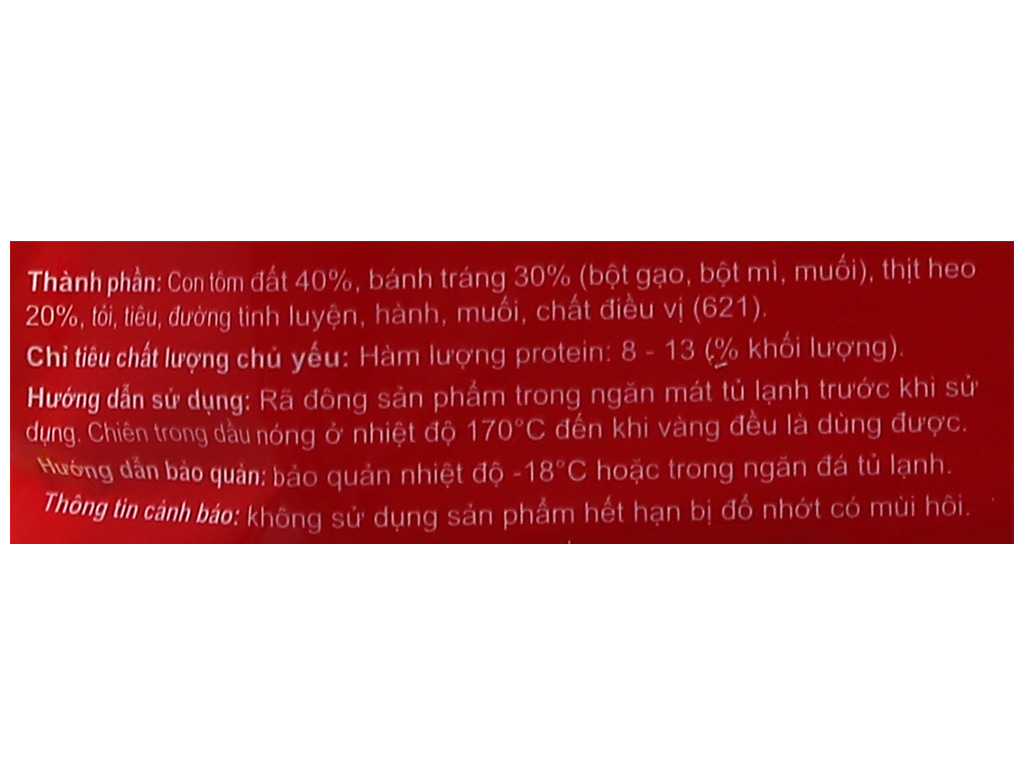 Thành phần: Con tôm đất 40%, bánh tráng 30% (bột gạo, bột mì, muối), thịt heo
20%, tỏi, tiêu, đường tinh luyện, hành, muối, chất điều vị (621).
Chỉ tiêu chất lượng chủ yếu: Hàm lượng protein: 8 - 13 (% khối lượng).
Hướng dẫn sử dụng: Rã đông sản phẩm trong ngăn mát tủ lạnh trước khi sử
dụng. Chiên trong dầu nóng ở nhiệt độ 170°C đến khi vàng đều là dùng được.
Hướng dẫn bảo quản: bảo quản nhiệt độ -18°C hoặc trong ngăn đá tủ lạnh.
Thông tin cảnh báo: không sử dụng sản phẩm hết hạn bị đổ nhớt có mùi hôi.